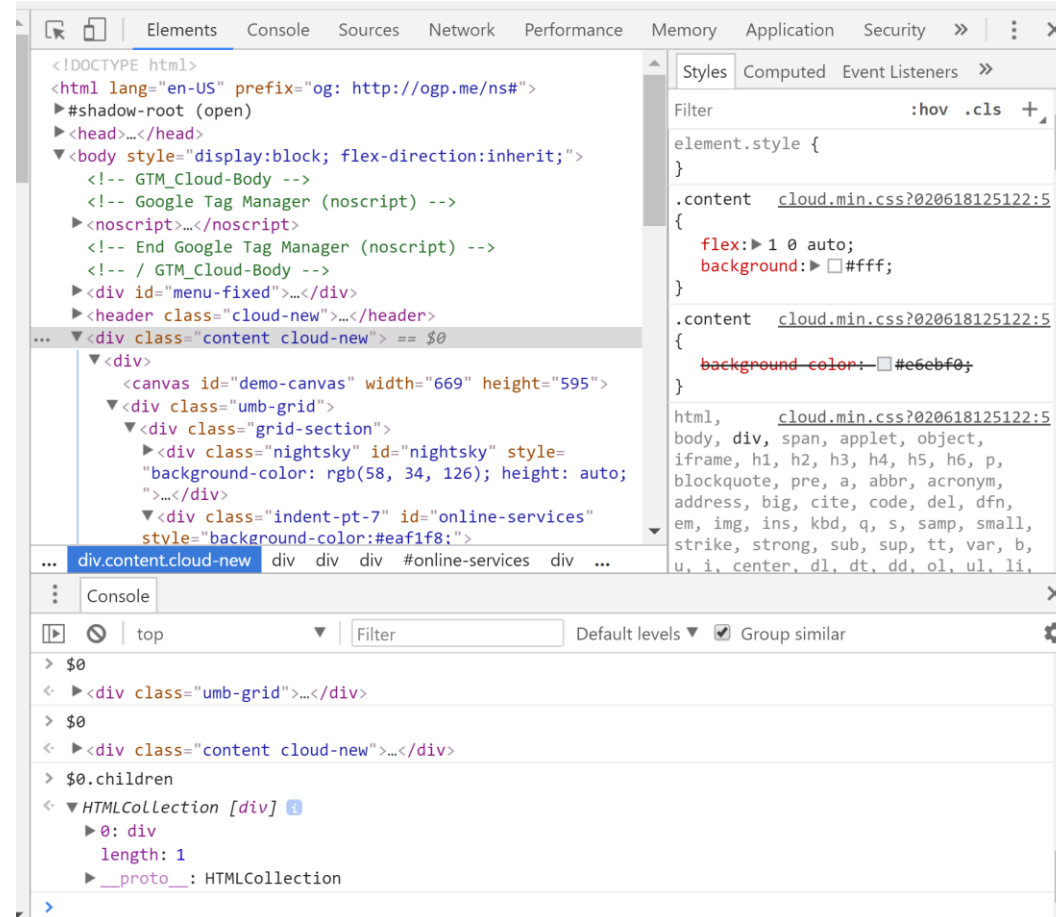 Elements Console Sources Network Performance Memory Application Security »
<!DOCTYPE html>
<html lang="en-US" prefix="og: http://ogp.me/ns#">
▶#shadow-root (open)
▶<head>…</head>
▼<body style="display:block; flex-direction:inherit;">
<!-- GTM_Cloud-Body -->
<!-- Google Tag Manager (noscript) -->
▶<noscript>…</noscript>
<!-- End Google Tag Manager (noscript) -->
<!-- / GTM_Cloud-Body -->
▶<div id="menu-fixed">…</div>
▶<header class="cloud-new">…</header>
... ▼<div class="content cloud-new"> == $0
▼<div>
<canvas id="demo-canvas" width="669" height="595">
▼<div class="umb-grid">
▼<div class="grid-section">
▶<div class="nightsky" id="nightsky" style=
"background-color: rgb(58, 34, 126); height: auto;
">…</div>
▼<div class="indent-pt-7" id="online-services"
style="background-color:#eaf1f8;">
... div.content.cloud-new div div div #online-services div ...
Styles Computed Event Listeners »
Filter :hov .cls +
element.style {
}
.content cloud.min.css?020618125122:5
{
flex:▶ 1 0 auto;
background:▶ #fff;
}
.content cloud.min.css?020618125122:5
{
background-color: #e6ebf0;
}
html, cloud.min.css?020618125122:5
body, div, span, applet, object,
iframe, h1, h2, h3, h4, h5, h6, p,
blockquote, pre, a, abbr, acronym,
address, big, cite, code, del, dfn,
em, img, ins, kbd, q, s, samp, small,
strike, strong, sub, sup, tt, var, b,
u, i, center, dl, dt, dd, ol, ul, li,
Console
top ▼ Filter Default levels ▼ Group similar
> $0
<· ▶<div class="umb-grid">…</div>
> $0
<· ▶<div class="content cloud-new">…</div>
> $0.children
<· ▼HTMLCollection [div] i
▶0: div
length: 1
▶__proto__: HTMLCollection
>